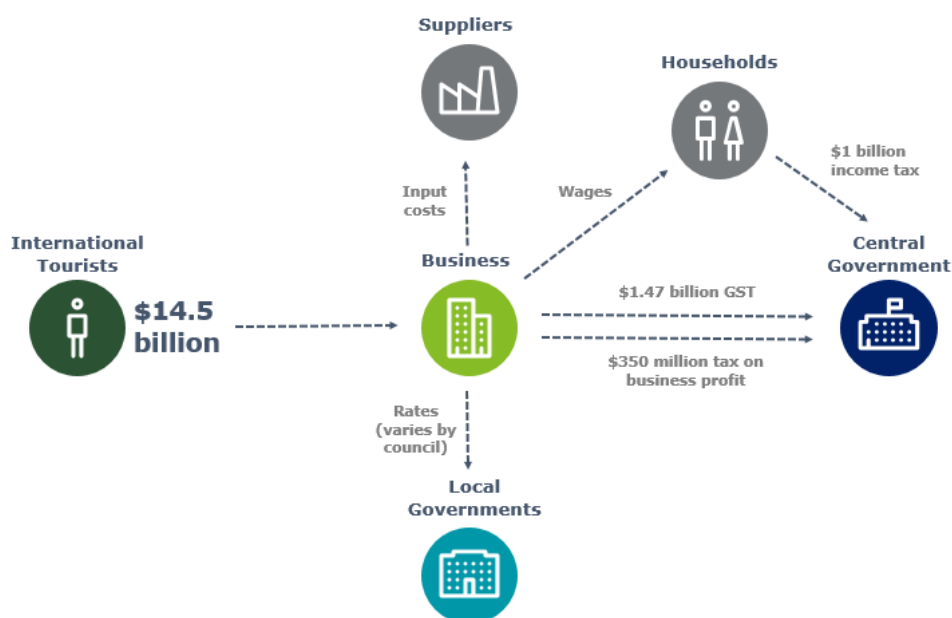 Suppliers
Households
$1 billion
income tax
Input
costs
Wages
International
Tourists
Business
Central
Government
$14.5
billion
$1.47 billion GST
$350 million tax on
business profit
Rates
(varies by
council)
Local
Governments